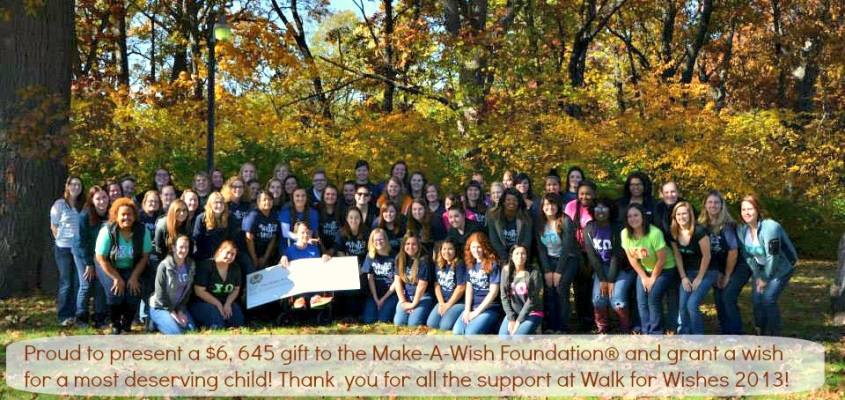 Proud to present a $6, 645 gift to the Make-A-Wish Foundation® and grant a wish
for a most deserving child! Thank you for all the support at Walk for Wishes 2013!
ΧΩ